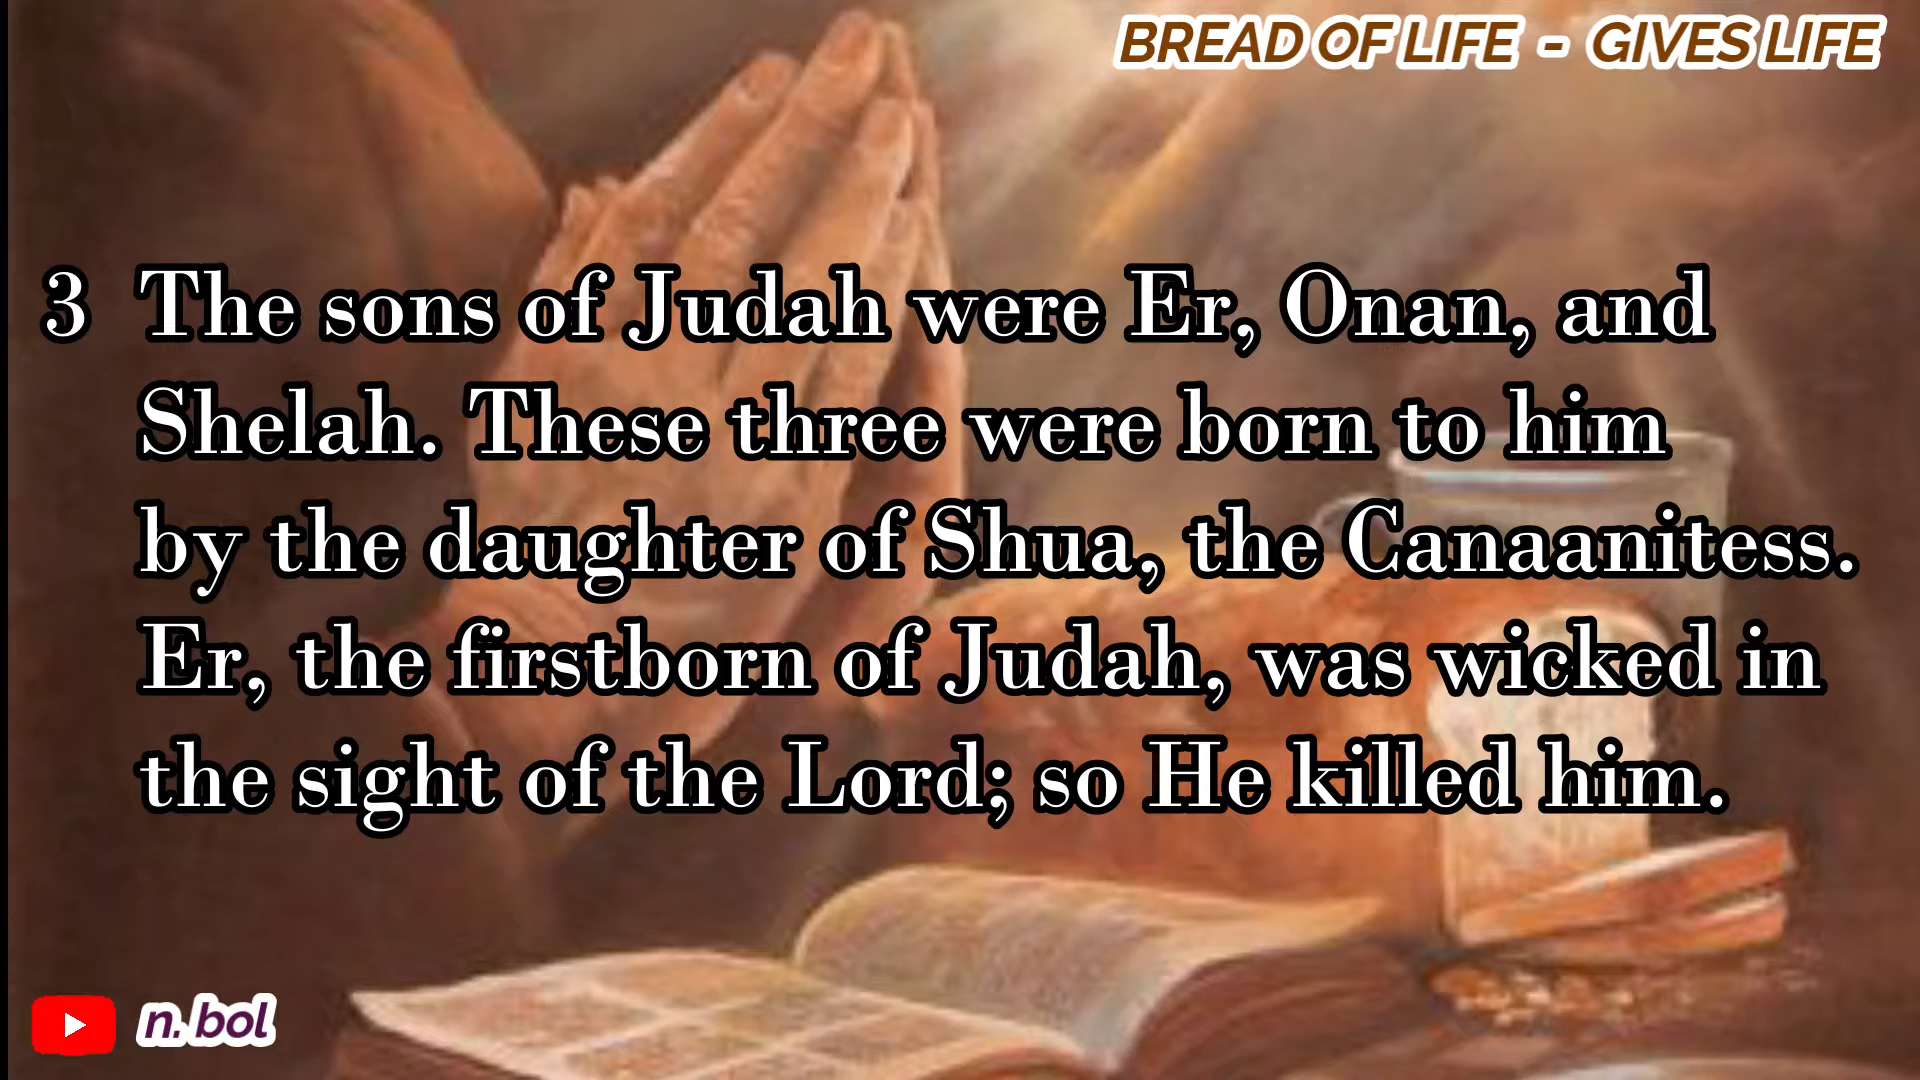 BREAD OF LIFE - GIVES LIFE
3 The sons of Judah were Er, Onan, and
Shelah. These three were born to him
by the daughter of Shua, the Canaanitess.
Er, the firstborn of Judah, was wicked in
the sight of the Lord; so He killed him.
n. bol